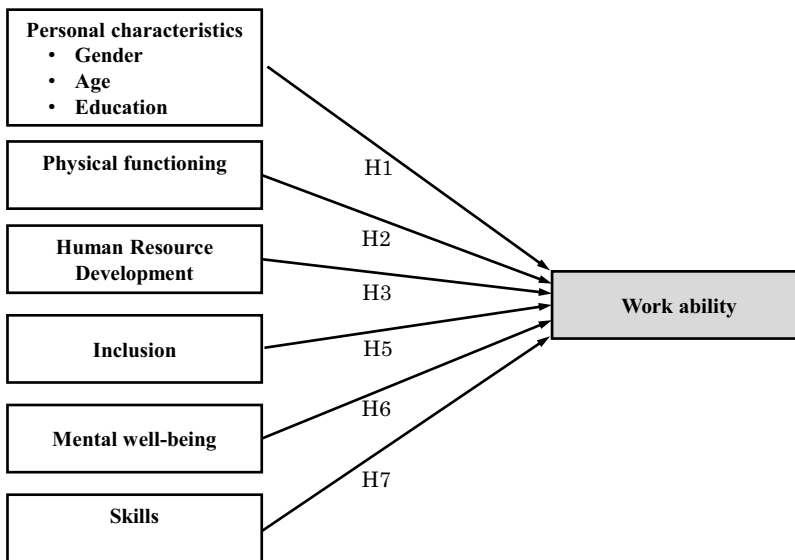 Personal characteristics
• Gender
• Age
• Education
Physical functioning
Human Resource
Development
Inclusion
Mental well-being
Skills
H1
H2
H3
H5
H6
H7
Work ability